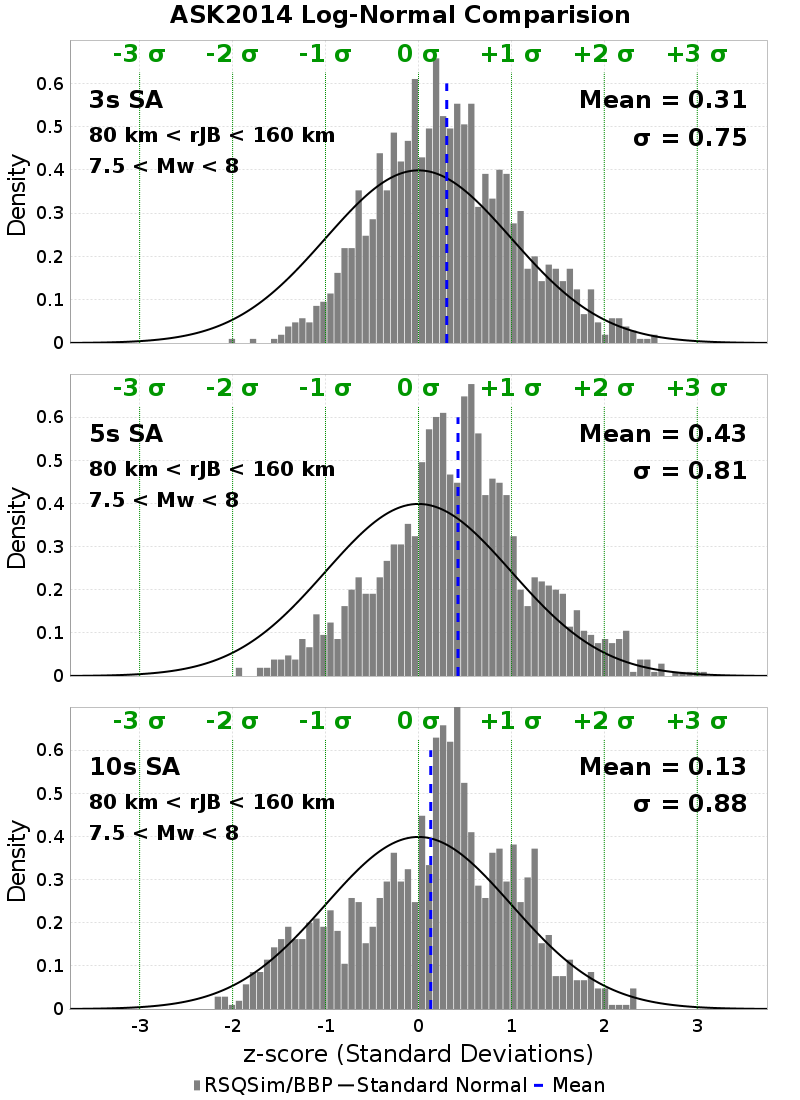 ASK2014 Log-Normal Comparision
-3 σ -2 σ -1 σ 0 σ +1 σ +2 σ +3 σ
3s SA
80 km < rJB < 160 km
7.5 < Mw < 8
Mean = 0.31
σ = 0.75
Density
0.6
0.5
0.4
0.3
0.2
0.1
0
-3 σ -2 σ -1 σ 0 σ +1 σ +2 σ +3 σ
5s SA
80 km < rJB < 160 km
7.5 < Mw < 8
Mean = 0.43
σ = 0.81
Density
0.6
0.5
0.4
0.3
0.2
0.1
0
-3 σ -2 σ -1 σ 0 σ +1 σ +2 σ +3 σ
10s SA
80 km < rJB < 160 km
7.5 < Mw < 8
Mean = 0.13
σ = 0.88
Density
0.6
0.5
0.4
0.3
0.2
0.1
0
-3 -2 -1 0 1 2 3
z-score (Standard Deviations)
RSQSim/BBP Standard Normal Mean